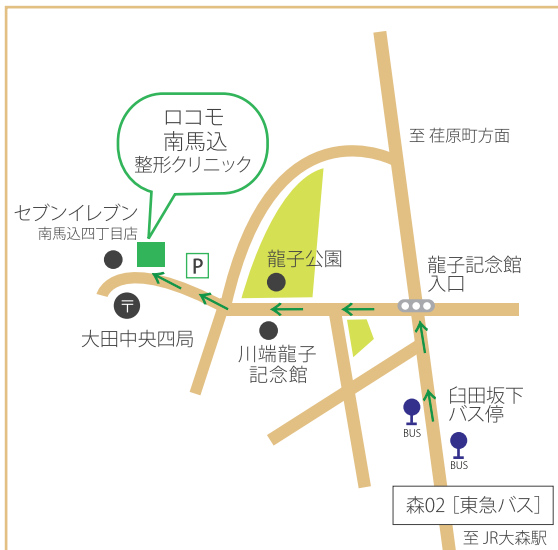 ロコモ
南馬込
整形クリニック
至 荏原町方面
セブンイレブン
南馬込四丁目店
P
龍子公園
龍子記念館
入口
〒
大田中央四局
川端龍子
記念館
臼田坂下
バス停
BUS
BUS
森02［東急バス］
至 JR大森駅